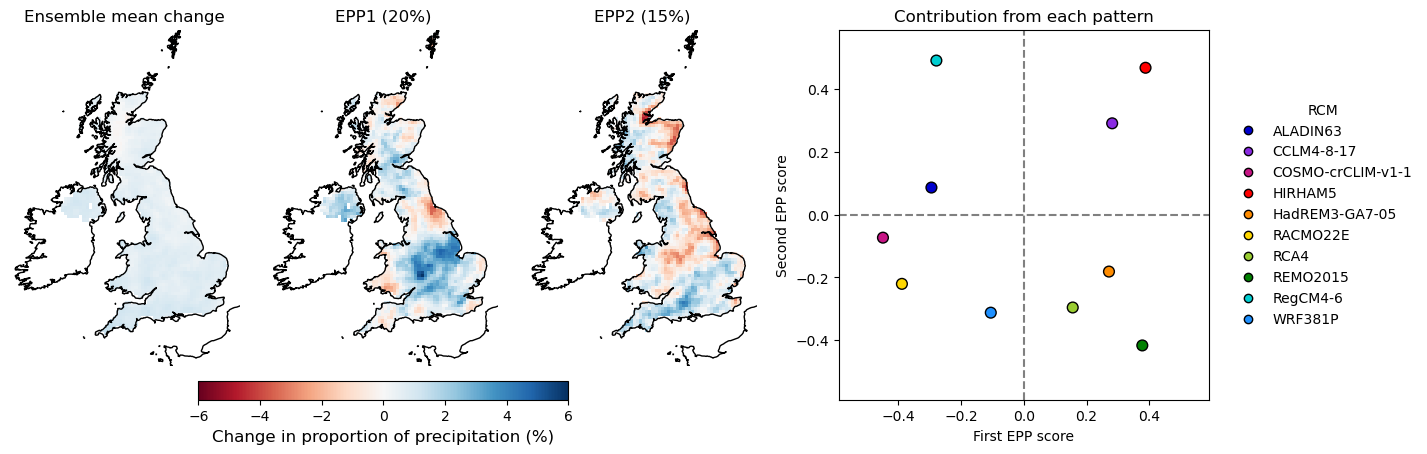 Ensemble mean change
EPP1 (20%)
EPP2 (15%)
Contribution from each pattern
−6 −4 −2 0 2 4 6
Change in proportion of precipitation (%)
Second EPP score
0.4
0.2
0.0
−0.2
−0.4
−0.4 −0.2 0.0 0.2 0.4
First EPP score
RCM
ALADIN63
CCLM4-8-17
COSMO-crCLIM-v1-1
HIRHAM5
HadREM3-GA7-05
RACMO22E
RCA4
REMO2015
RegCM4-6
WRF381P